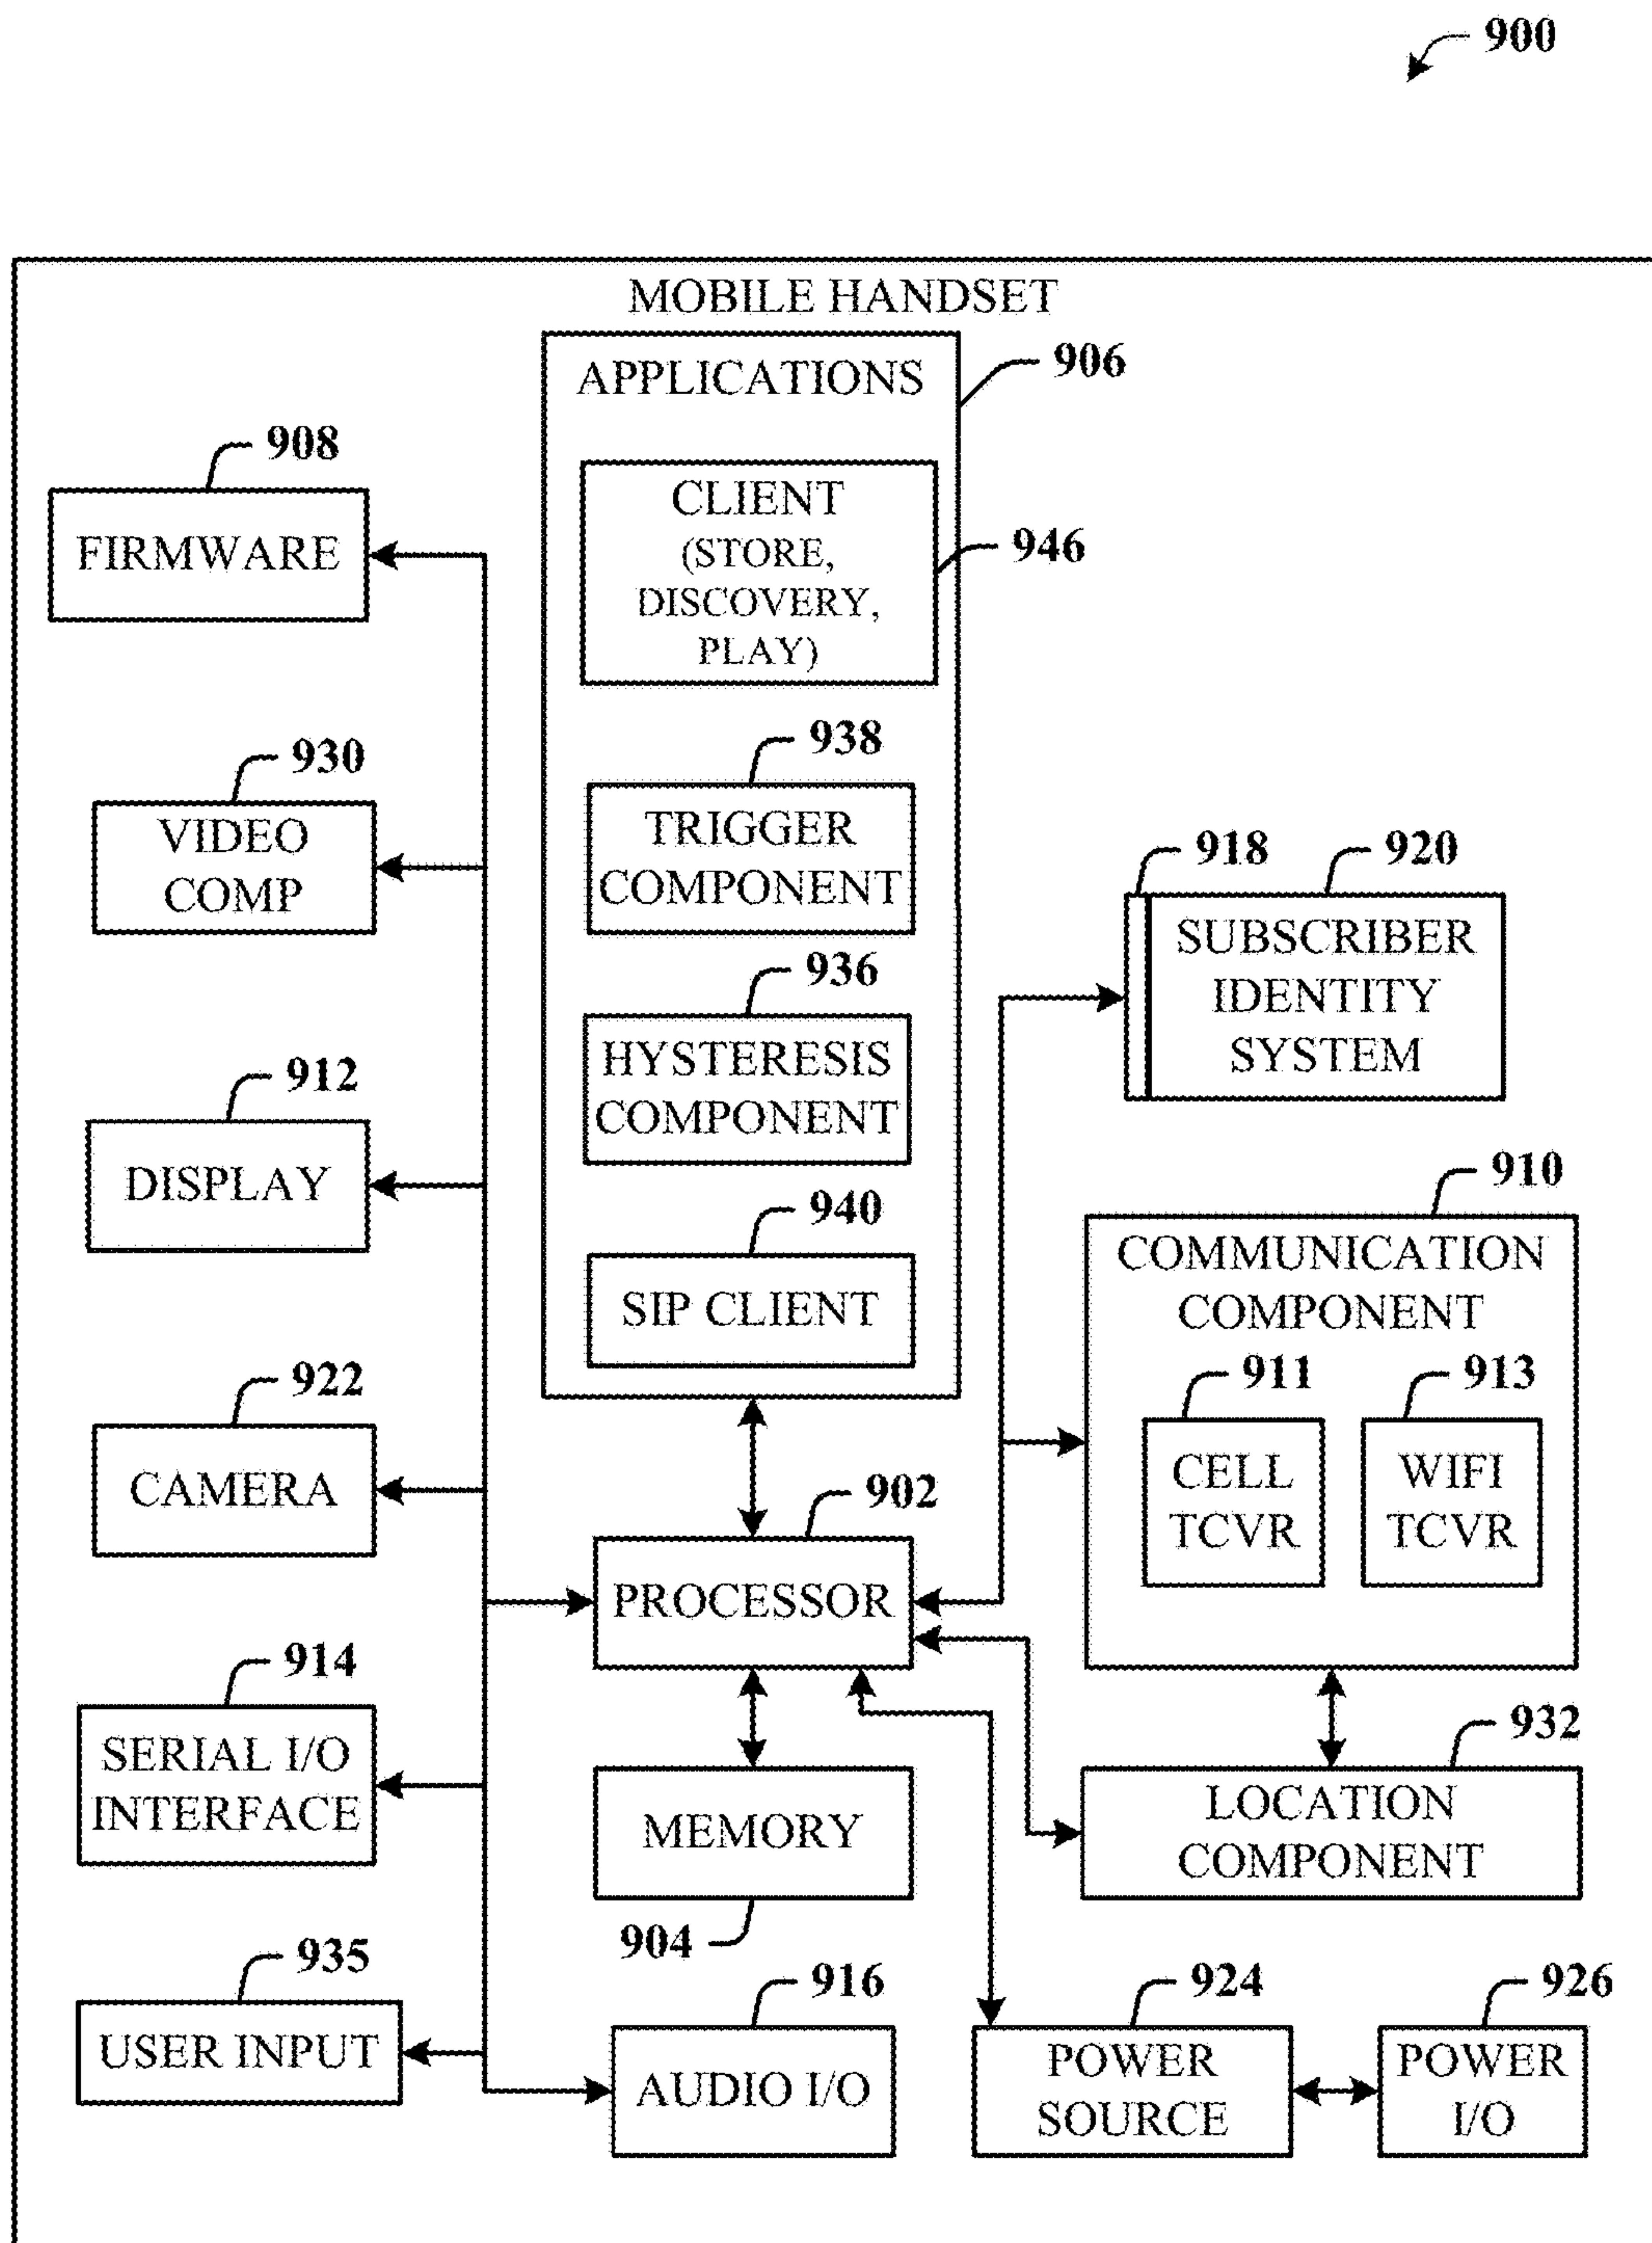 900
MOBILE HANDSET
APPLICATIONS
906
CLIENT
(STORE,
DISCOVERY,
PLAY)
946
908
FIRMWARE
938
TRIGGER
COMPONENT
930
VIDEO
COMP
918
920
SUBSCRIBER
IDENTITY
SYSTEM
936
HYSTERESIS
COMPONENT
912
DISPLAY
940
SIP CLIENT
910
COMMUNICATION
COMPONENT
911
CELL
TCVR
913
WIFI
TCVR
922
CAMERA
902
PROCESSOR
914
SERIAL I/O
INTERFACE
MEMORY
904
932
LOCATION
COMPONENT
935
USER INPUT
916
AUDIO I/O
924
POWER
SOURCE
926
POWER
I/O